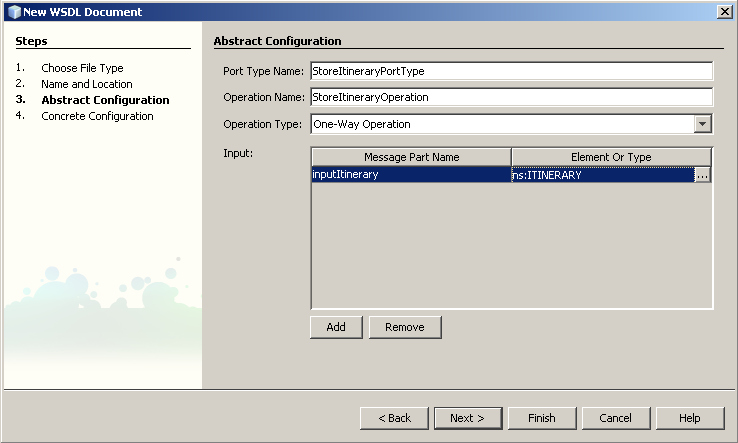 New WSDL Document
Steps
1. Choose File Type
2. Name and Location
3. Abstract Configuration
4. Concrete Configuration
Abstract Configuration
Port Type Name: StoreItineraryPortType
Operation Name: StoreItineraryOperation
Operation Type: One-Way Operation
Input:
Message Part Name Element Or Type
inputItinerary ns:ITINERARY ...
Add Remove
< Back Next > Finish Cancel Help